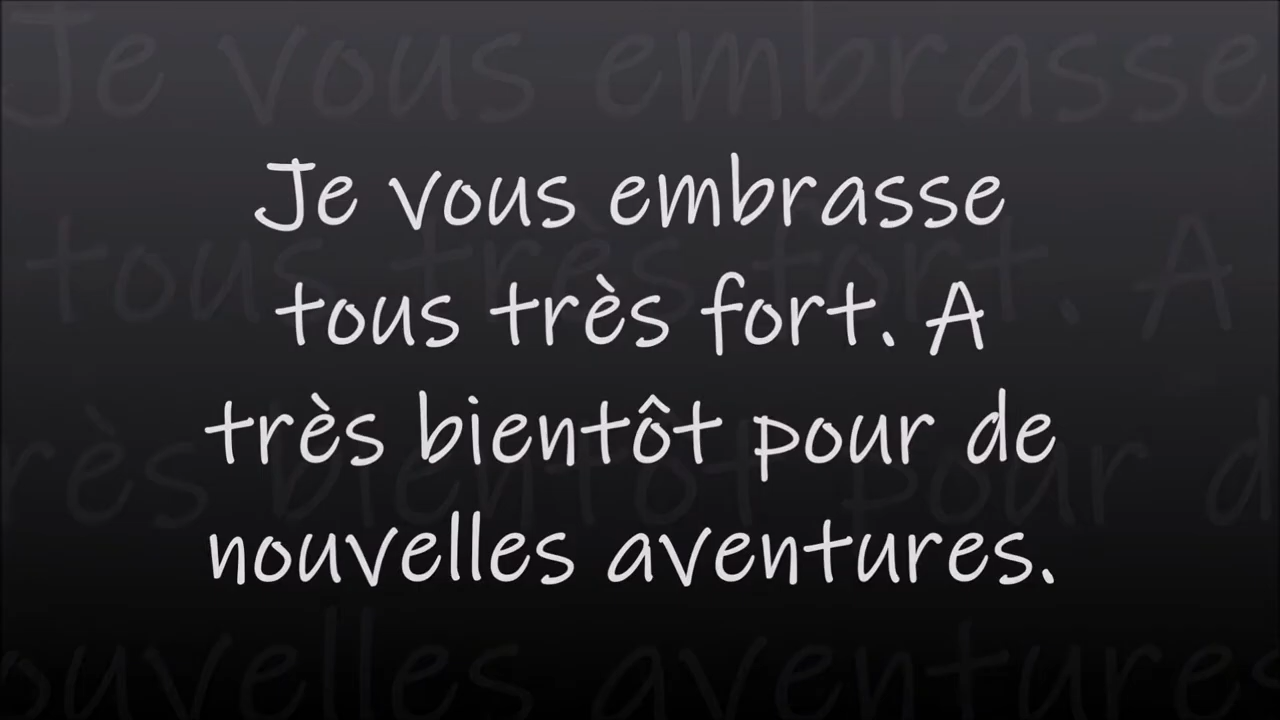 Je vous embrasse
tous très fort. A
très bientôt pour de
nouvelles aventures.